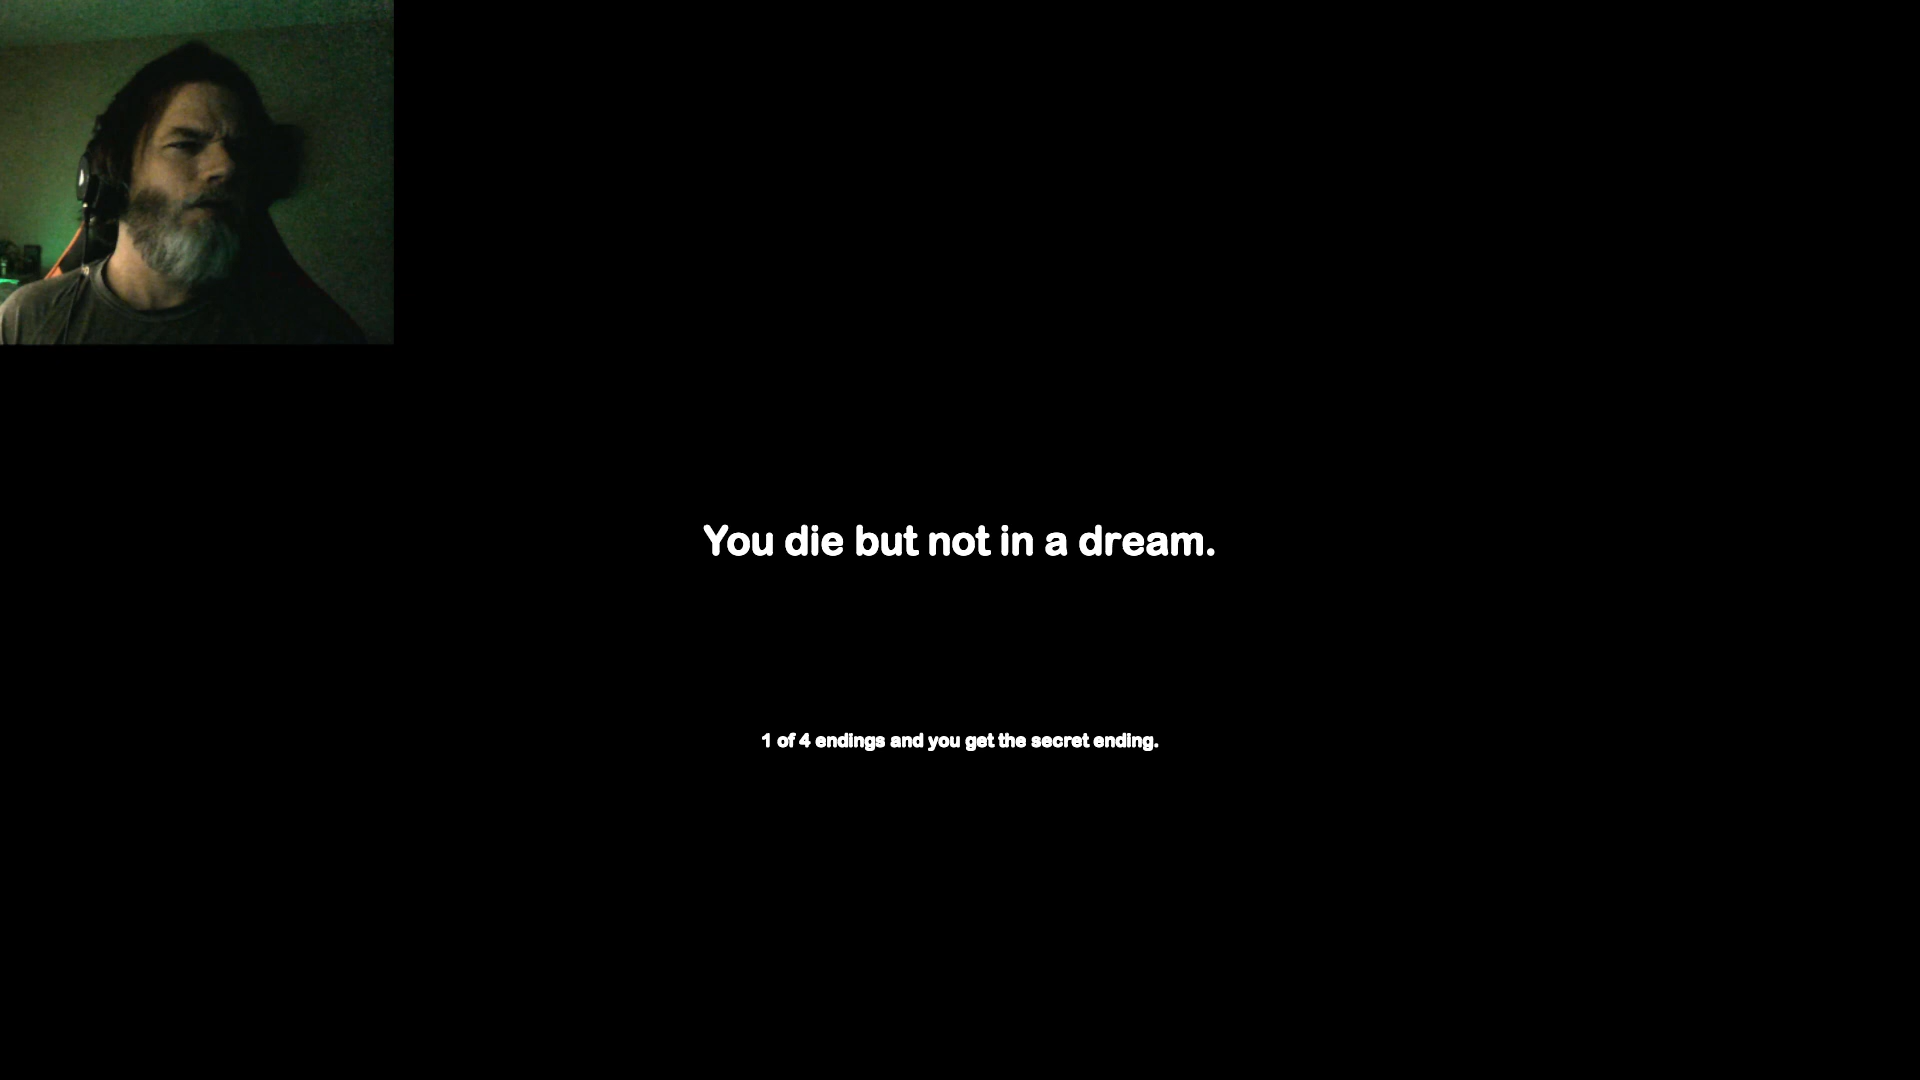 You die but not in a dream.
1 of 4 endings and you get the secret ending.